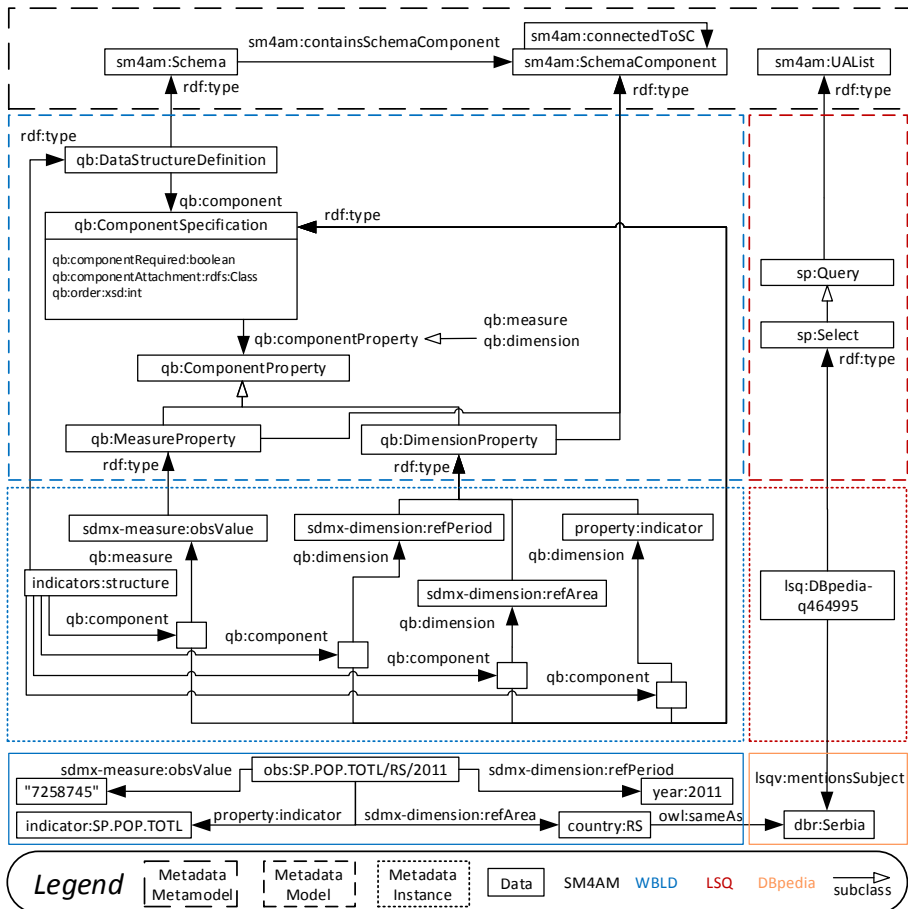 sm4am:connectedToSC
sm4am:containsSchemaComponent
sm4am:Schema
sm4am:SchemaComponent
sm4am:UAList
rdf:type
rdf:type
rdf:type
rdf:type
qb:DataStructureDefinition
qb:component
qb:ComponentSpecification
rdf:type
qb:componentRequired:boolean
qb:componentAttachment:rdfs:Class
qb:order:xsd:int
sp:Query
qb:measure
qb:componentProperty
qb:dimension
sp:Select
rdf:type
qb:ComponentProperty
qb:MeasureProperty
qb:DimensionProperty
rdf:type
rdf:type
sdmx-measure:obsValue
sdmx-dimension:refPeriod
property:indicator
qb:measure
qb:dimension
qb:dimension
indicators:structure
sdmx-dimension:refArea
lsq:DBpedia-
q464995
qb:component
qb:dimension
qb:component
qb:component
qb:component
sdmx-measure:obsValue
obs:SP.POP.TOTL/RS/2011
sdmx-dimension:refPeriod
lsqv:mentionsSubject
"7258745"
year:2011
property:indicator
sdmx-dimension:refArea
owl:sameAs
indicator:SP.POP.TOTL
country:RS
dbr:Serbia
Legend
Metadata
Metamodel
Metadata
Model
Metadata
Instance
Data
SM4AM
WBLD
LSQ
DBpedia
subclass